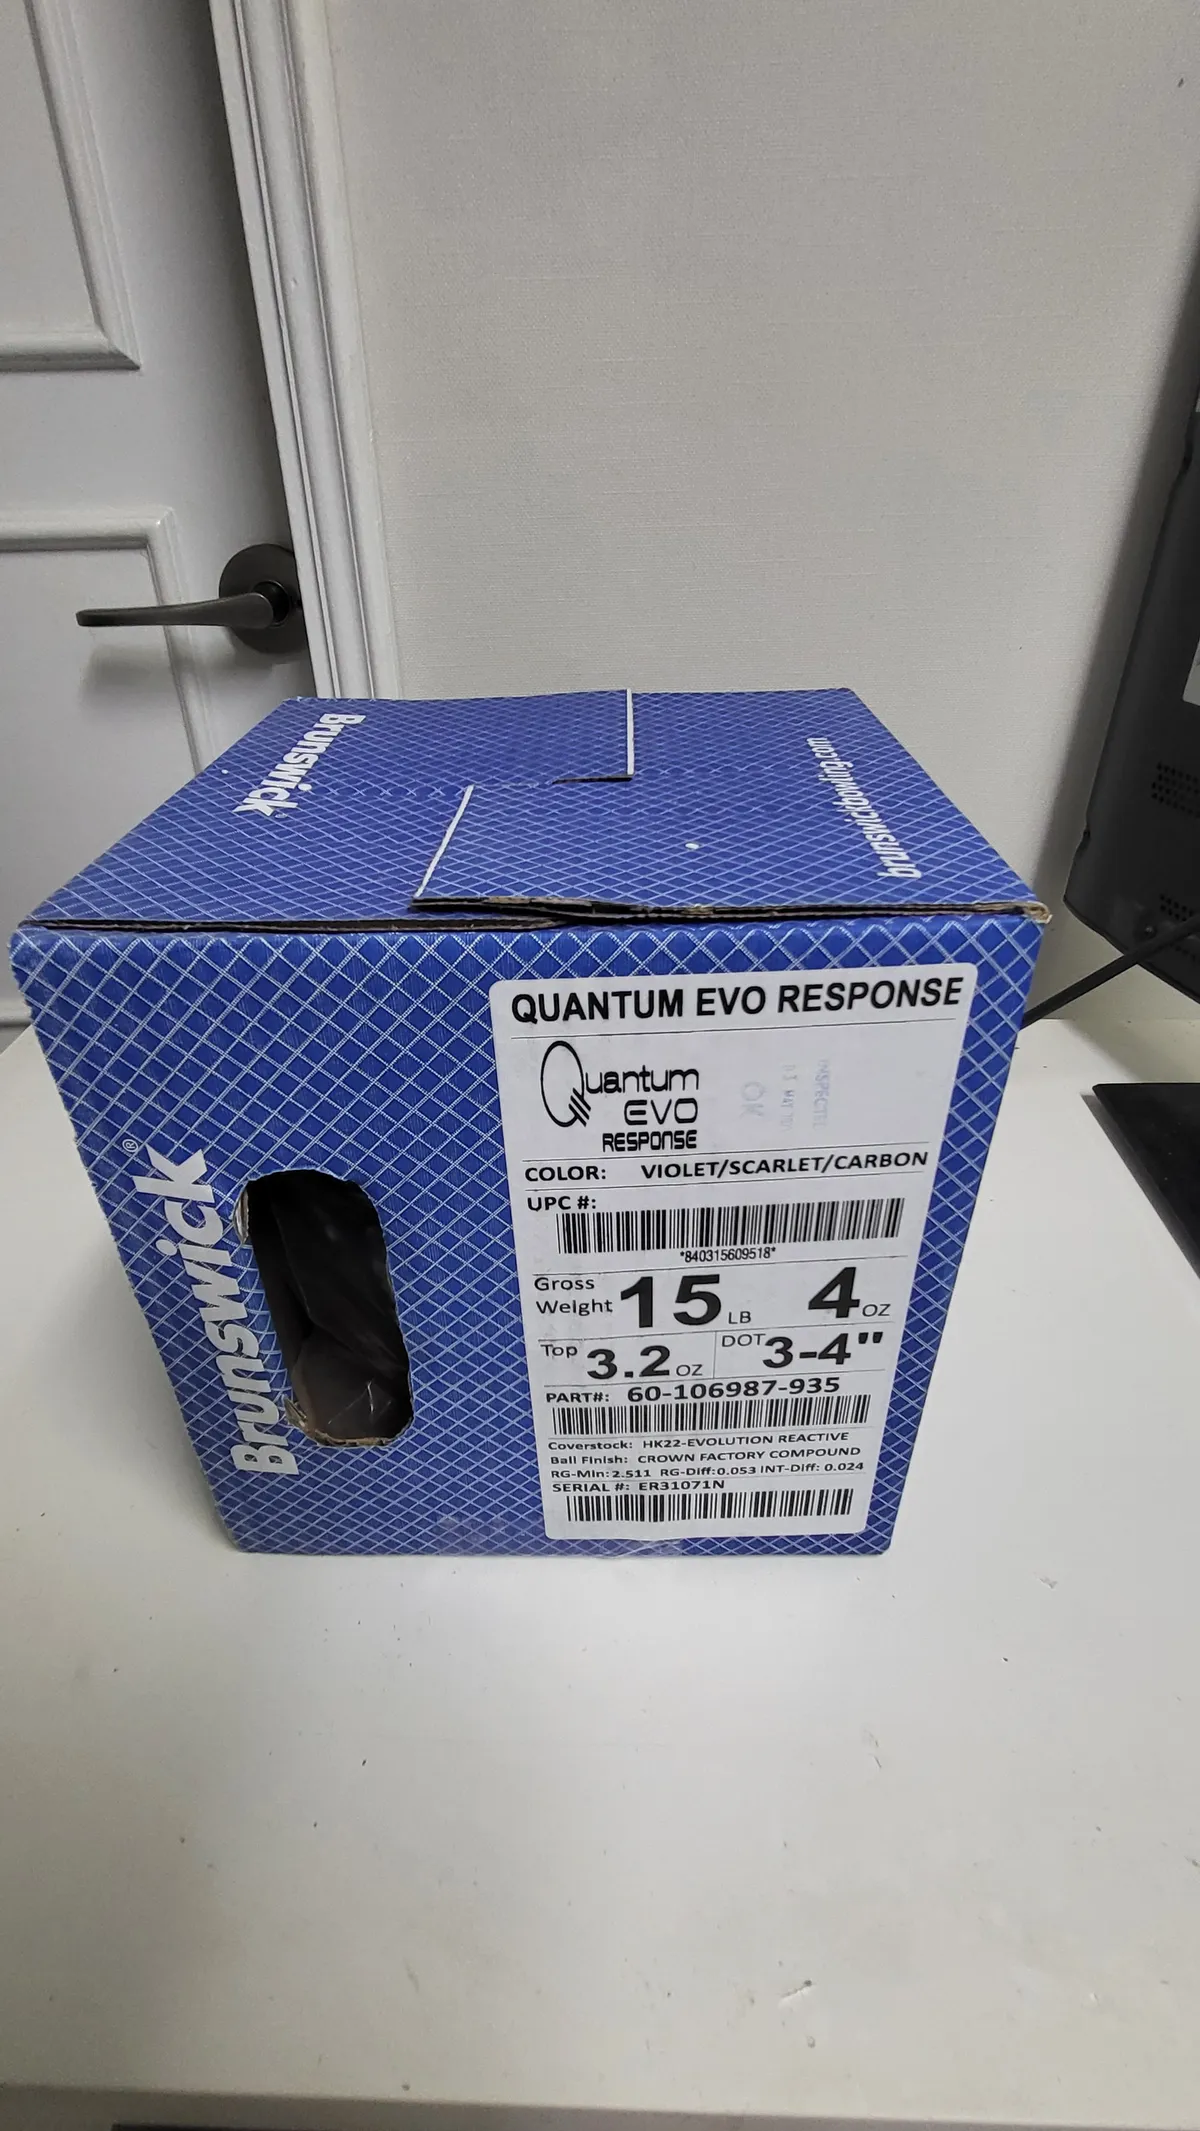 Brunswick
brunswickbowling.com
Brunswick®
QUANTUM EVO RESPONSE
Quantum
EVO
RESPONSE
INSPECTED
OK
COLOR: VIOLET/SCARLET/CARBON
UPC #:
*840315609518*
Gross Weight 15 LB 4 OZ
Top 3.2 OZ DOT 3-4"
PART#: 60-106987-935
Coverstock: HK22-EVOLUTION REACTIVE
Ball Finish: CROWN FACTORY COMPOUND
RG-Min: 2.511 RG-Diff: 0.053 INT-Diff: 0.024
SERIAL #: ER31071N